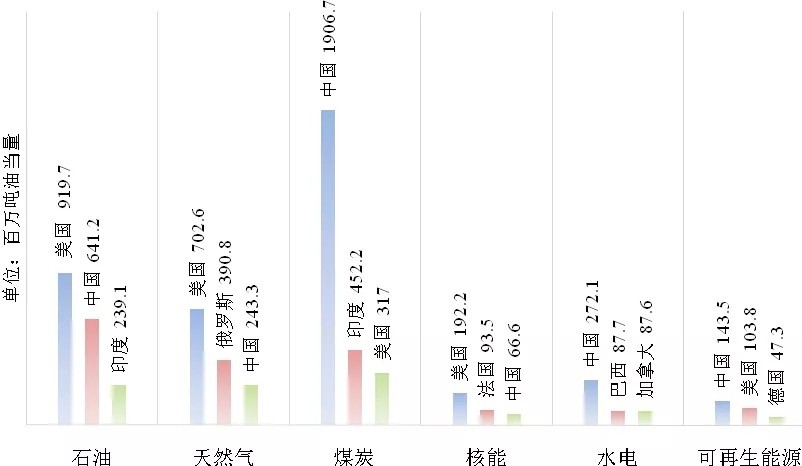 单位：百万吨油当量
美国 919.7
中国 641.2
印度 239.1
美国 702.6
俄罗斯 390.8
中国 243.3
中国 1906.7
印度 452.2
美国 317
美国 192.2
法国 93.5
中国 66.6
中国 272.1
巴西 87.7
加拿大 87.6
中国 143.5
美国 103.8
德国 47.3
石油
天然气
煤炭
核能
水电
可再生能源